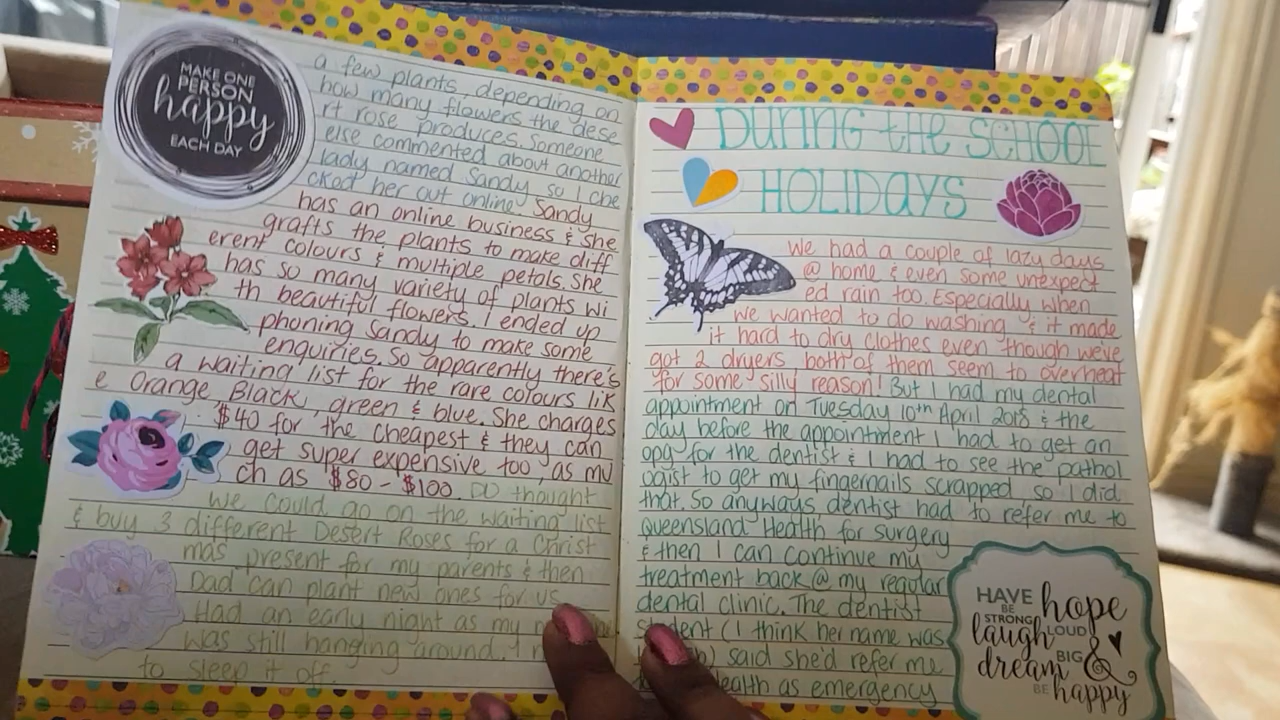 MAKE ONE
PERSON
happy
EACH DAY
a few plants, depending on
how many flowers the dese
rt rose produces. Someone
else commented about another
lady named Sandy so I che
cked her out online. Sandy
has an online business & she
grafts the plants to make diff
erent colours & multiple petals. She
has so many variety of plants wi
th beautiful flowers. I ended up
phoning Sandy to make some
enquiries. So apparently there's
a waiting list for the rare colours lik
e Orange, Black, green & blue. She charges
$40 for the cheapest & they can
get super expensive too, as mu
ch as $80 - $100. DD thought
we could go on the waiting list
& buy 3 different Desert Roses for a Christ
mas present for my parents & then
Dad can plant new ones for us.
Had an early night as my
was still hanging around. I
to sleep it off.
DURING the SCHOOL
HOLIDAYS
We had a couple of lazy days
@ home & even some unexpect
ed rain too. Especially when
we wanted to do washing & it made
it hard to dry clothes even though we've
got 2 dryers both of them seem to overheat
for some silly reason! But I had my dental
appointment on Tuesday 10th April 2018 & the
day before the appointment I had to get an
opg for the dentist & I had to see the pathol
ogist to get my fingernails scrapped, so I did
that. So anyways dentist had to refer me to
Queensland Health for surgery
& then I can continue my
treatment back @ my regular
dental clinic. The dentist
student (I think her name was
said she'd refer me
Health as emergency
HAVE hope
BE STRONG
laugh LOUD
dream BIG &
BE happy